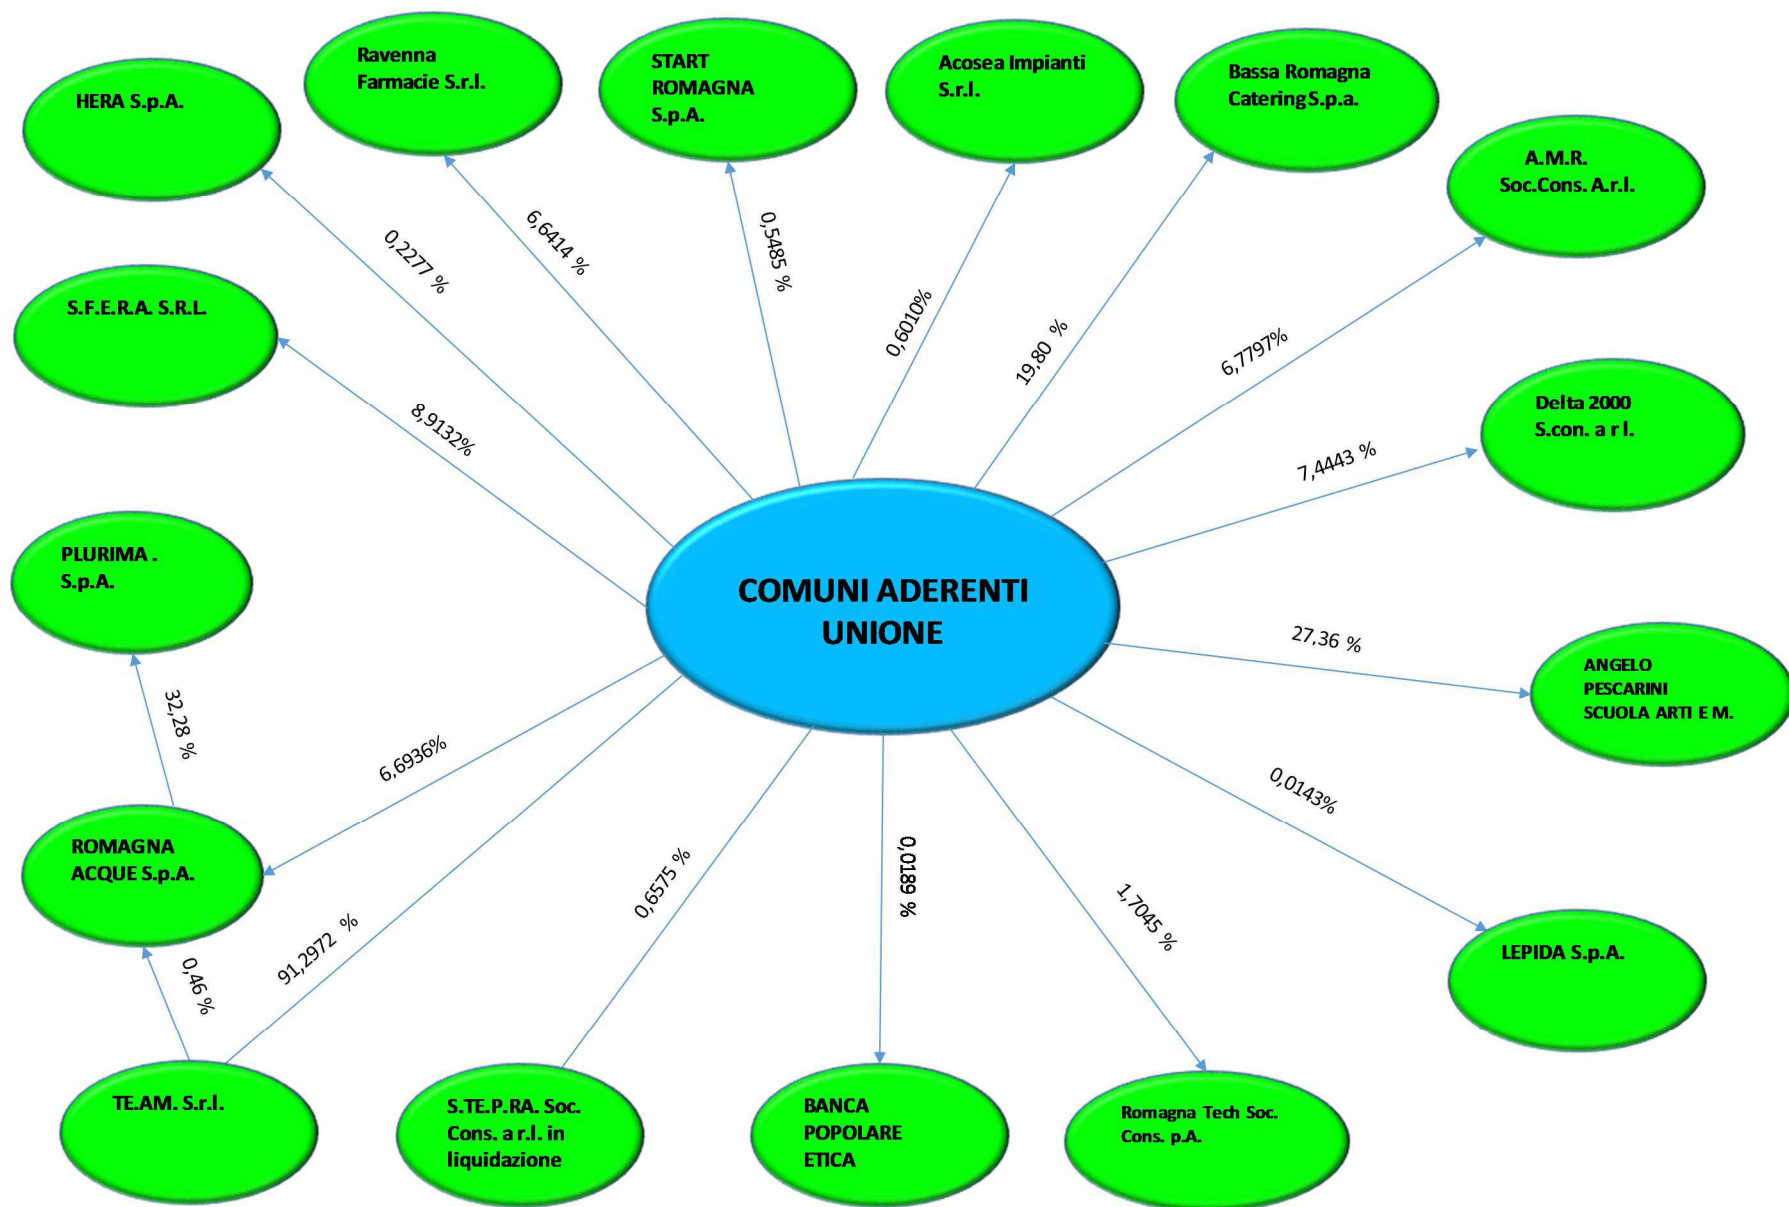 Ravenna
Farmacie S.r.l.
START
ROMAGNA
S.p.A.
Acosea Impianti
S.r.l.
Bassa Romagna
Catering S.p.a.
HERA S.p.A.
A.M.R.
Soc.Cons. A.r.l.
6,6414 %
0,5485 %
0,2277 %
0,6010%
19,80 %
6,7797%
S.F.E.R.A. S.R.L.
8,9132%
Delta 2000
S.con. a r l.
7,4443 %
PLURIMA .
S.p.A.
COMUNI ADERENTI
UNIONE
27,36 %
ANGELO
PESCARINI
SCUOLA ARTI E M.
32,28 %
6,6936%
0,0143%
ROMAGNA
ACQUE S.p.A.
0,6575 %
0,0189 %
1,7045 %
91,2972 %
0,46 %
LEPIDA S.p.A.
TE.AM. S.r.l.
S.TE.P.RA. Soc.
Cons. a r.l. in
liquidazione
BANCA
POPOLARE
ETICA
Romagna Tech Soc.
Cons. p.A.